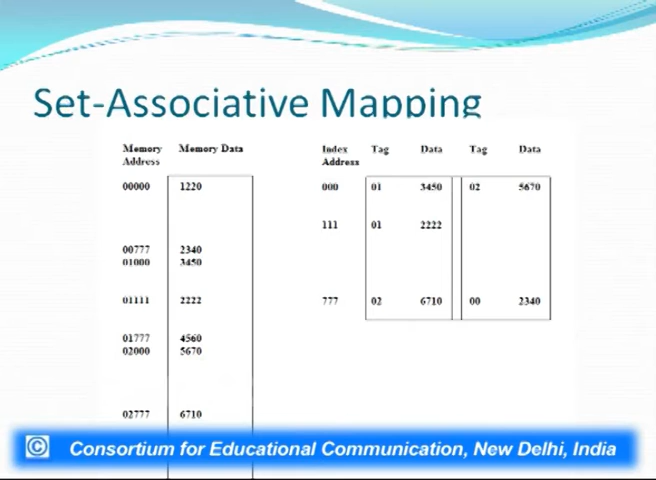 Set-Associative Mapping
Memory Address Memory Data
00000 1220
00777 2340
01000 3450
01111 2222
01777 4560
02000 5670
02777 6710
Index Address Tag Data Tag Data
000 01 3450 02 5670
111 01 2222
777 02 6710 00 2340
© Consortium for Educational Communication, New Delhi, India